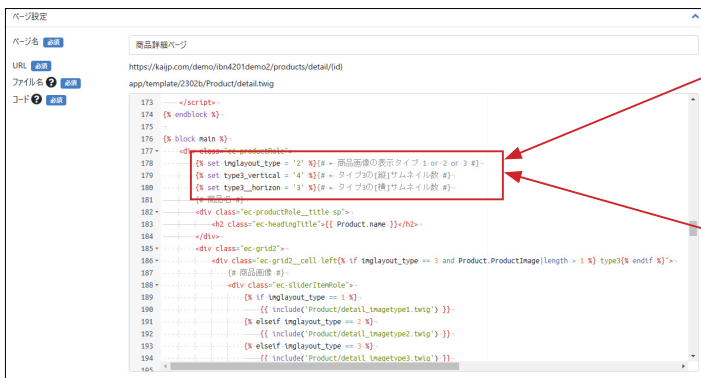 ページ設定
ページ名 必須 商品詳細ページ
URL 必須 https://kaijp.com/demo/ibn4201demo2/products/detail/{id}
ファイル名 ? 必須 app/template/2302b/Product/detail.twig
コード ? 必須
173 </script>
174 {% endblock %}
175
176 {% block main %}
177 <div class="ec-productRole">
178 {% set imglayout_type = '2' %}{# ← 商品画像の表示タイプ 1 or 2 or 3 #}
179 {% set type3_vertical = '4' %}{# ← タイプ3の[縦]サムネイル数 #}
180 {% set type3__horizon = '3' %}{# ← タイプ3の[横]サムネイル数 #}
181 {# 商品名 #}
182 <div class="ec-productRole__title sp">
183 <h2 class="ec-headingTitle">{{ Product.name }}</h2>
184 </div>
185 <div class="ec-grid2">
186 <div class="ec-grid2__cell left{% if imglayout_type == 3 and Product.ProductImage|length > 1 %} type3{% endif %}">
187 {# 商品画像 #}
188 <div class="ec-sliderItemRole">
189 {% if imglayout_type == 1 %}
190 {{ include('Product/detail_imagetype1.twig') }}
191 {% elseif imglayout_type == 2 %}
192 {{ include('Product/detail_imagetype2.twig') }}
193 {% elseif imglayout_type == 3 %}
194 {{ include('Product/detail_imagetype3.twig') }}
195